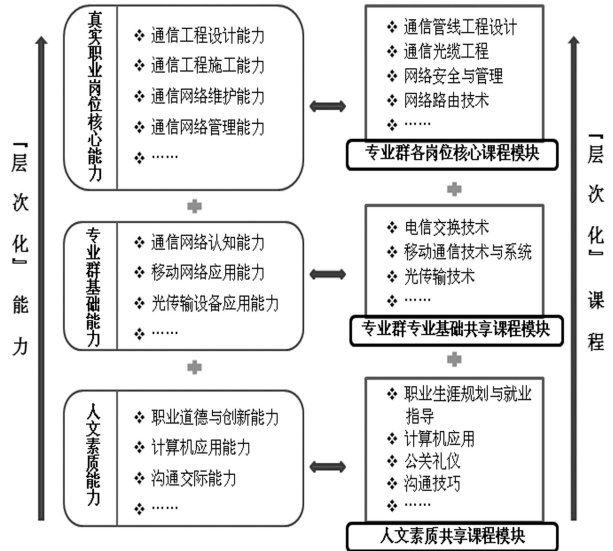 『层次化』能力
真实职业岗位核心能力
❖ 通信工程设计能力
❖ 通信工程施工能力
❖ 通信网络维护能力
❖ 通信网络管理能力
❖ ……
❖ 通信管线工程设计
❖ 通信光缆工程
❖ 网络安全与管理
❖ 网络路由技术
❖ ……
专业群各岗位核心课程模块
专业群基础能力
❖ 通信网络认知能力
❖ 移动网络应用能力
❖ 光传输设备应用能力
❖ ……
❖ 电信交换技术
❖ 移动通信技术与系统
❖ 光传输技术
❖ ……
专业群专业基础共享课程模块
人文素质能力
❖ 职业道德与创新能力
❖ 计算机应用能力
❖ 沟通交际能力
❖ ……
❖ 职业生涯规划与就业
指导
❖ 计算机应用
❖ 公关礼仪
❖ 沟通技巧
❖ ……
人文素质共享课程模块
『层次化』课程